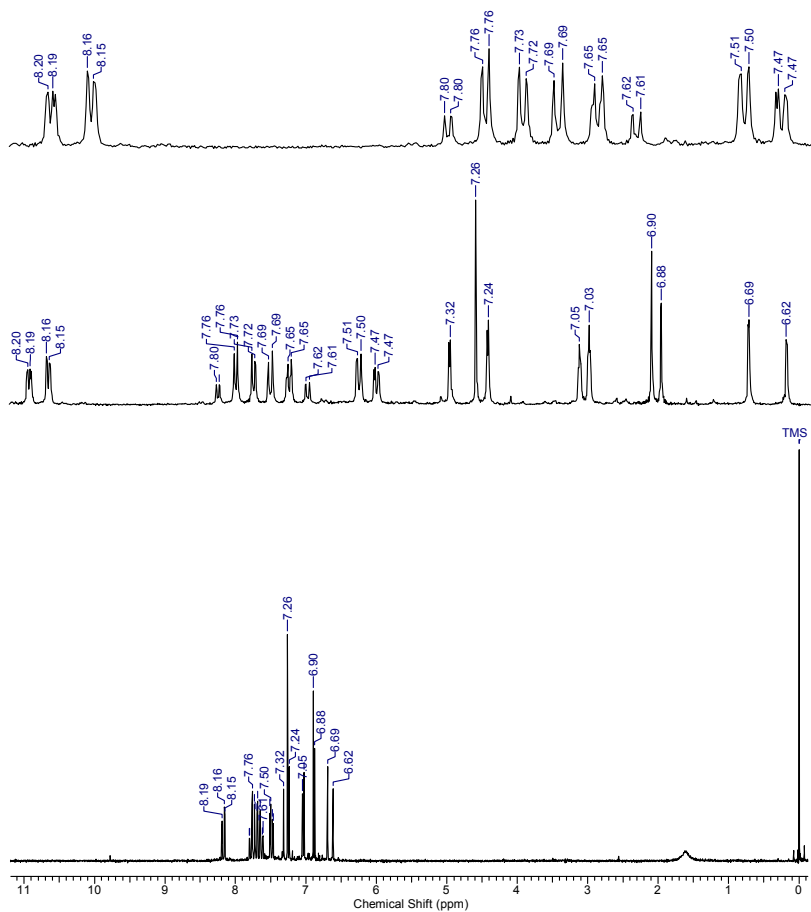 8.20 8.19 8.16 8.15 7.80 7.80 7.76 7.76 7.73 7.72 7.69 7.69 7.65 7.65 7.62 7.61 7.51 7.50 7.47 7.47
8.20 8.19 8.16 8.15 7.80 7.76 7.76 7.73 7.72 7.69 7.69 7.65 7.65 7.62 7.61 7.51 7.50 7.47 7.47 7.32 7.26 7.24 7.05 7.03 6.90 6.88 6.69 6.62
TMS
8.19 8.16 8.15 7.76 7.61 7.50 7.32 7.26 7.24 7.05 6.90 6.88 6.69 6.62
11 10 9 8 7 6 5 4 3 2 1 0
Chemical Shift (ppm)